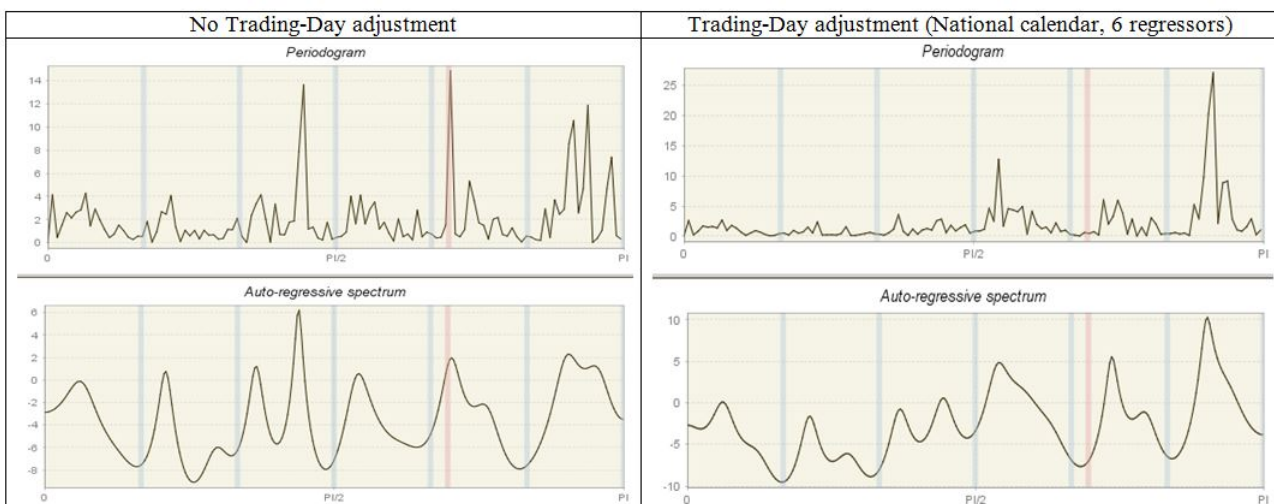 No Trading-Day adjustment
Trading-Day adjustment (National calendar, 6 regressors)
Periodogram
14
12
10
8
6
4
2
0
0
PI/2
PI
Periodogram
25
20
15
10
5
0
0
PI/2
PI
Auto-regressive spectrum
6
4
2
0
-2
-4
-6
-8
0
PI/2
PI
Auto-regressive spectrum
10
5
0
-5
-10
0
PI/2
PI